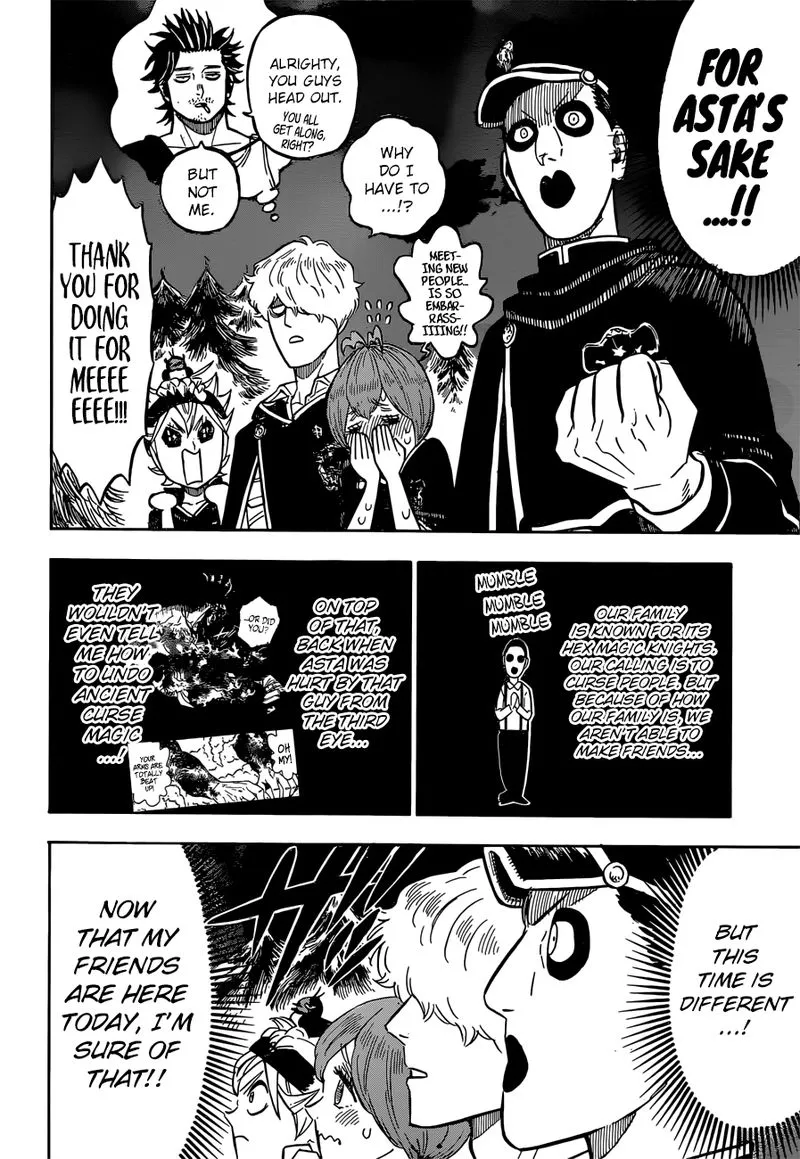 FOR
ASTA'S
SAKE
....!!
ALRIGHTY,
YOU GUYS
HEAD OUT.
YOU ALL
GET ALONG,
RIGHT?
BUT
NOT
ME.
WHY
DO I
HAVE TO
...!?
MEET-
ING NEW
PEOPLE...
IS SO
EMBAR-
RASS-
IIIING!!
THANK
YOU FOR
DOING
IT FOR
MEEEE
EEEE!!!
OUR FAMILY
IS KNOWN FOR ITS
HEX MAGIC KNIGHTS.
OUR CALLING IS TO
CURSE PEOPLE. BUT
BECAUSE OF HOW
OUR FAMILY IS, WE
AREN'T ABLE TO
MAKE FRIENDS...
MUMBLE
MUMBLE
MUMBLE
ON TOP
OF THAT,
BACK WHEN
ASTA WAS
HURT BY THAT
GUY FROM
THE THIRD
EYE...
...OR DID
YOU?
OH
MY!
YOUR
ARMS ARE
TOTALLY
BEAT
UP!
THEY
WOULDN'T
EVEN TELL
ME HOW
TO UNDO
ANCIENT
CURSE
MAGIC
....!
BUT
THIS
TIME IS
DIFFERENT
...!
NOW
THAT MY
FRIENDS
ARE HERE
TODAY, I'M
SURE OF
THAT!!